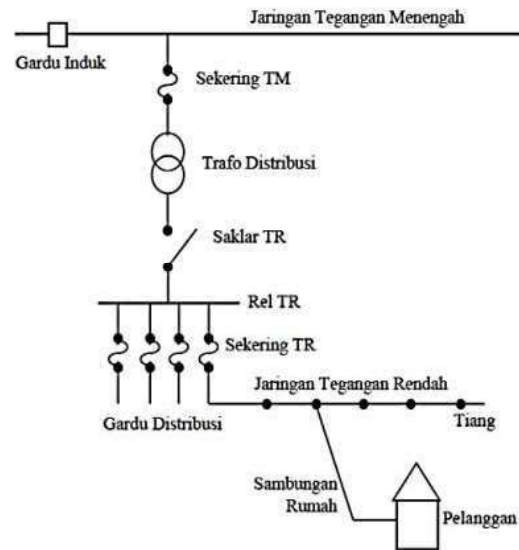 Jaringan Tegangan Menengah
Gardu Induk
Sekering TM
Trafo Distribusi
Saklar TR
Rel TR
Sekering TR
Jaringan Tegangan Rendah
Gardu Distribusi
Tiang
Sambungan
Rumah
Pelanggan